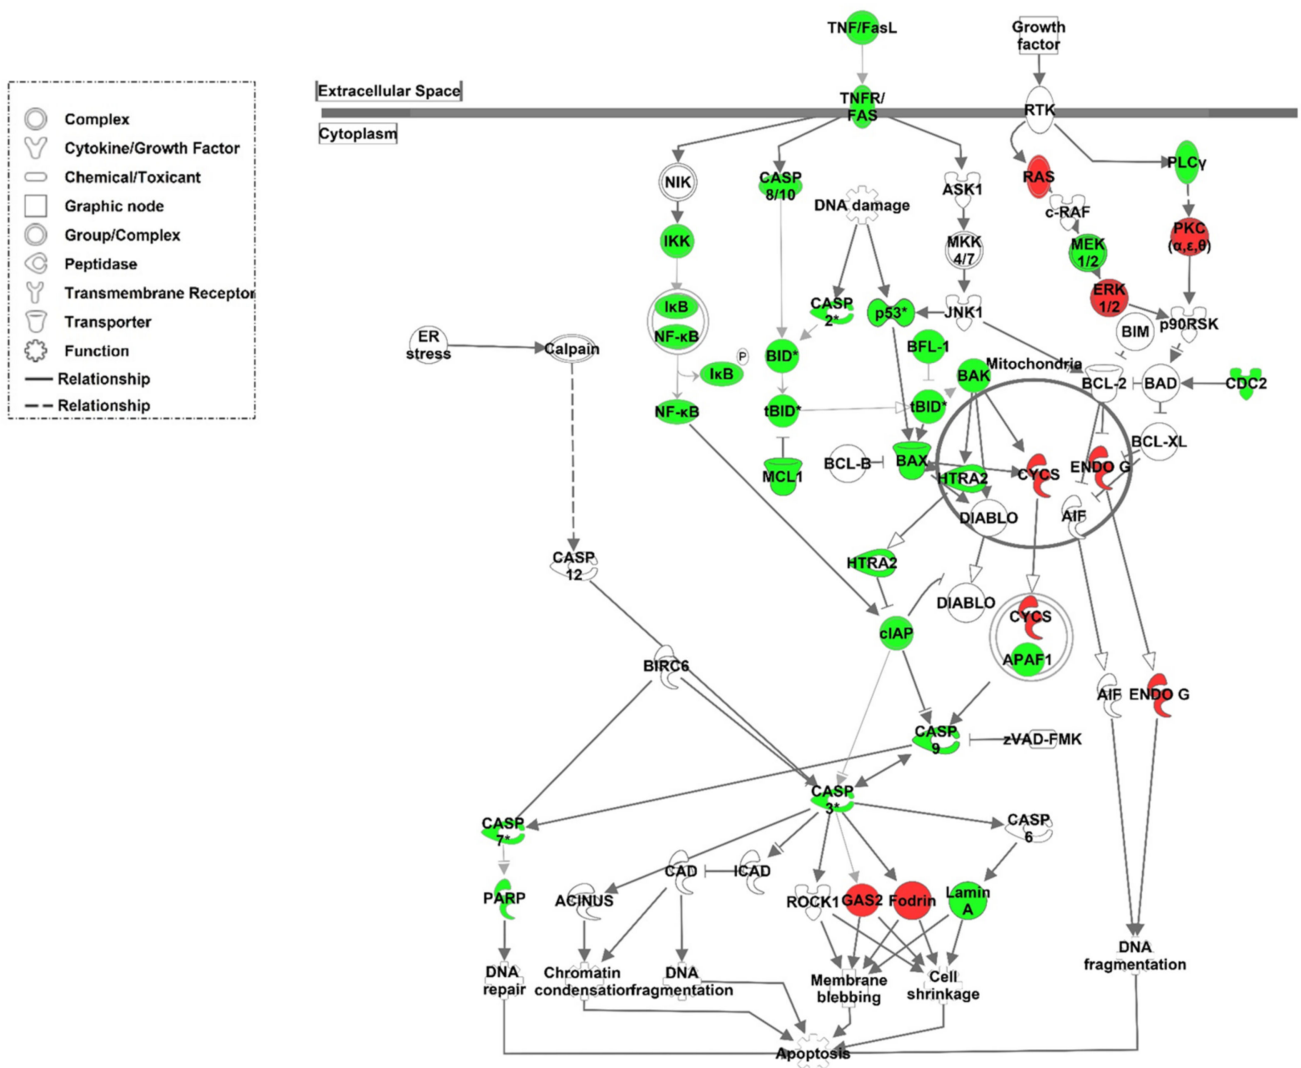 TNF/FasL
Growth
factor
Extracellular Space
TNFR/
FAS
RTK
Cytoplasm
Complex
Cytokine/Growth Factor
Chemical/Toxicant
Graphic node
Group/Complex
Peptidase
Transmembrane Receptor
Transporter
Function
Relationship
Relationship
NIK
CASP
8/10
DNA damage
ASK1
RAS
PLCγ
c-RAF
IKK
MKK
4/7
MEK
1/2
PKC
(α,ε,θ)
IκB
NF-κB
CASP
2*
p53*
JNK1
ERK
1/2
BIM
p90RSK
ER
stress
Calpain
P
IκB
BID*
BFL-1
BAK
Mitochondria
BCL-2
BAD
CDC2
NF-κB
tBID*
tBID*
MCL1
BCL-B
BAX
HTRA2
CYCS
ENDO G
BCL-XL
DIABLO
AIF
CASP
12
HTRA2
DIABLO
CYCS
APAF1
cIAP
BIRC6
AIF
ENDO G
CASP
9
zVAD-FMK
CASP
3*
CASP
7*
CASP
6
PARP
ACINUS
CAD
ICAD
ROCK1
GAS2
Fodrin
Lamin
A
DNA
repair
Chromatin
condensation
DNA
fragmentation
Membrane
blebbing
Cell
shrinkage
DNA
fragmentation
Apoptosis